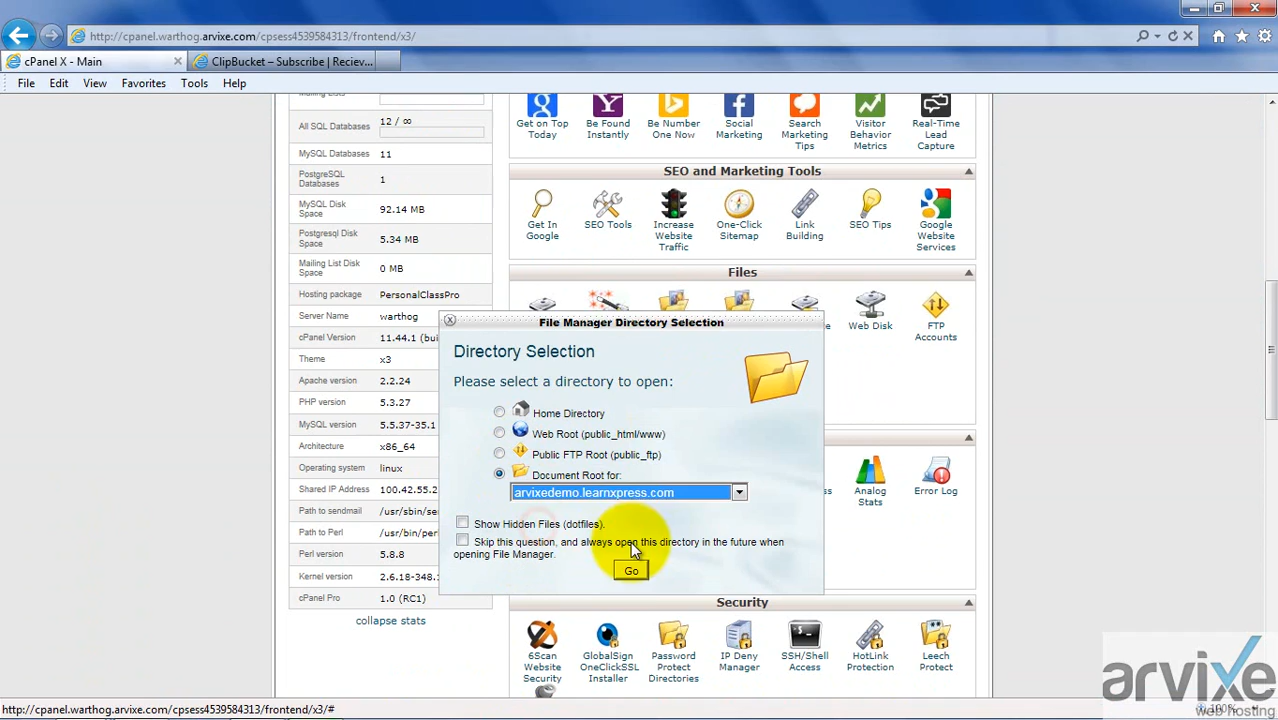 http://cpanel.warthog.arvixe.com/cpsess4539584313/frontend/x3/
cPanel X - Main
ClipBucket – Subscribe | Reciev...
File Edit View Favorites Tools Help
Mailing Lists
All SQL Databases 12 / ∞
MySQL Databases 11
PostgreSQL Databases 1
MySQL Disk Space 92.14 MB
Postgresql Disk Space 5.34 MB
Mailing List Disk Space 0 MB
Hosting package PersonalClassPro
Server Name warthog
cPanel Version 11.44.1 (bui
Theme x3
Apache version 2.2.24
PHP version 5.3.27
MySQL version 5.5.37-35.1
Architecture x86_64
Operating system linux
Shared IP Address 100.42.55.2
Path to sendmail /usr/sbin/se
Path to Perl /usr/bin/per
Perl version 5.8.8
Kernel version 2.6.18-348.
cPanel Pro 1.0 (RC1)
collapse stats
Get on Top Today
Be Found Instantly
Be Number One Now
Social Marketing
Search Marketing Tips
Visitor Behavior Metrics
Real-Time Lead Capture
SEO and Marketing Tools
Get In Google
SEO Tools
Increase Website Traffic
One-Click Sitemap
Link Building
SEO Tips
Google Website Services
Files
Web Disk
FTP Accounts
File Manager Directory Selection
Directory Selection
Please select a directory to open:
Home Directory
Web Root (public_html/www)
Public FTP Root (public_ftp)
Document Root for:
arvixedemo.learnxpress.com
Show Hidden Files (dotfiles).
Skip this question, and always open this directory in the future when
opening File Manager.
Go
Analog Stats
Error Log
Security
6Scan Website Security
GlobalSign OneClickSSL Installer
Password Protect Directories
IP Deny Manager
SSH/Shell Access
HotLink Protection
Leech Protect
http://cpanel.warthog.arvixe.com/cpsess4539584313/frontend/x3/#
arvixe
web hosting